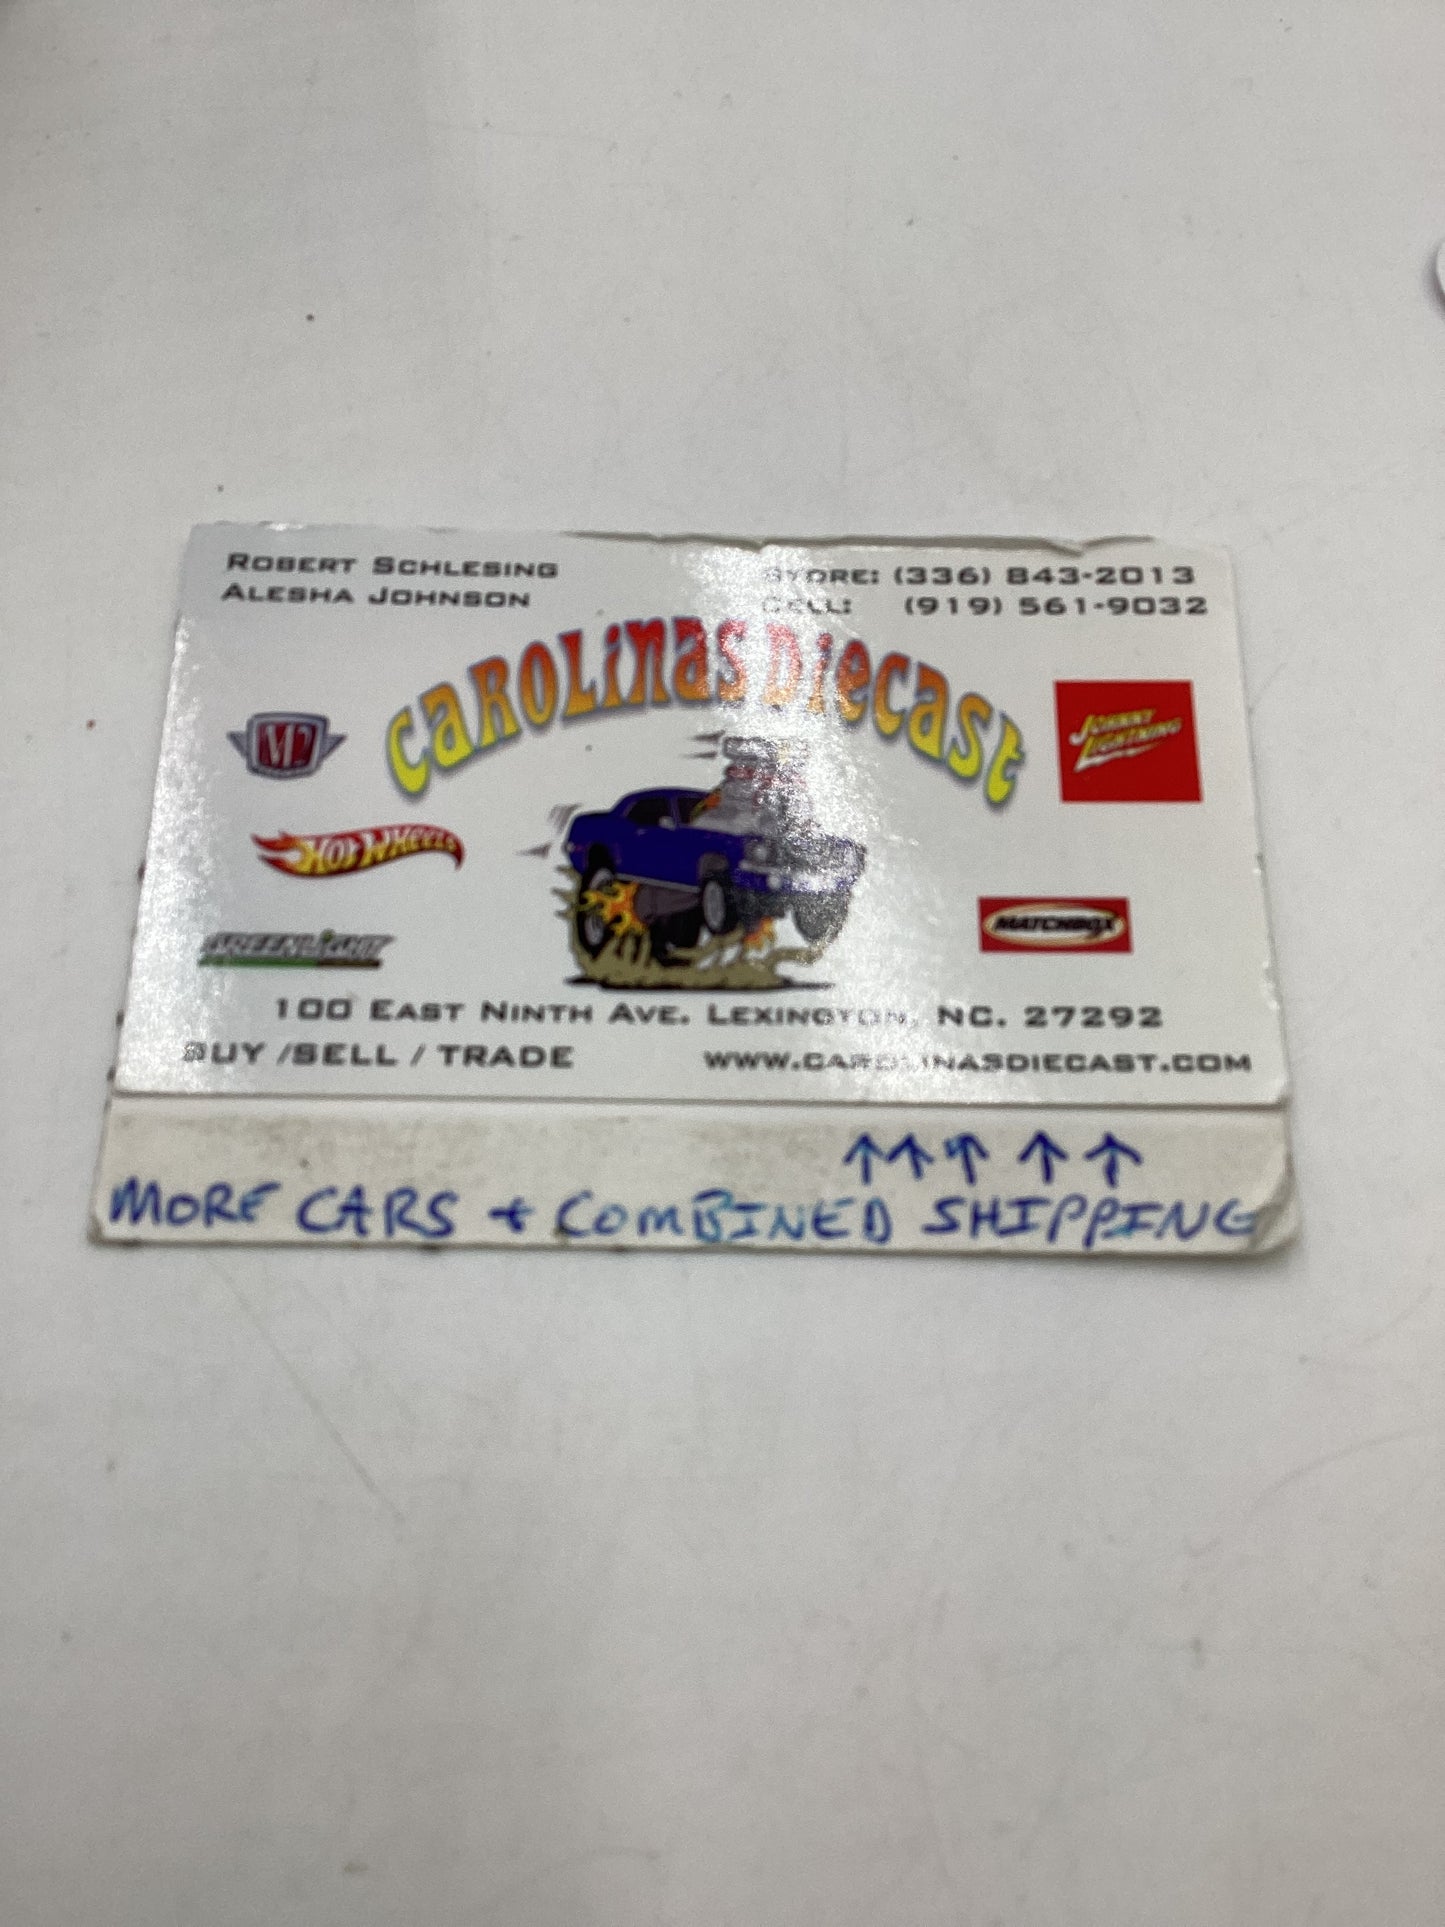 ROBERT SCHLESING
ALESHA JOHNSON
STORE: (336) 843-2013
CELL: (919) 561-9032
CAROLINAS DIECAST
M2
JOHNNY
LIGHTNING
HOT WHEELS
MATCHBOX
GREENLIGHT
100 EAST NINTH AVE. LEXINGTON, NC. 27292
BUY /SELL / TRADE
WWW.CAROLINASDIECAST.COM
↑↑↑↑↑
MORE CARS + COMBINED SHIPPING